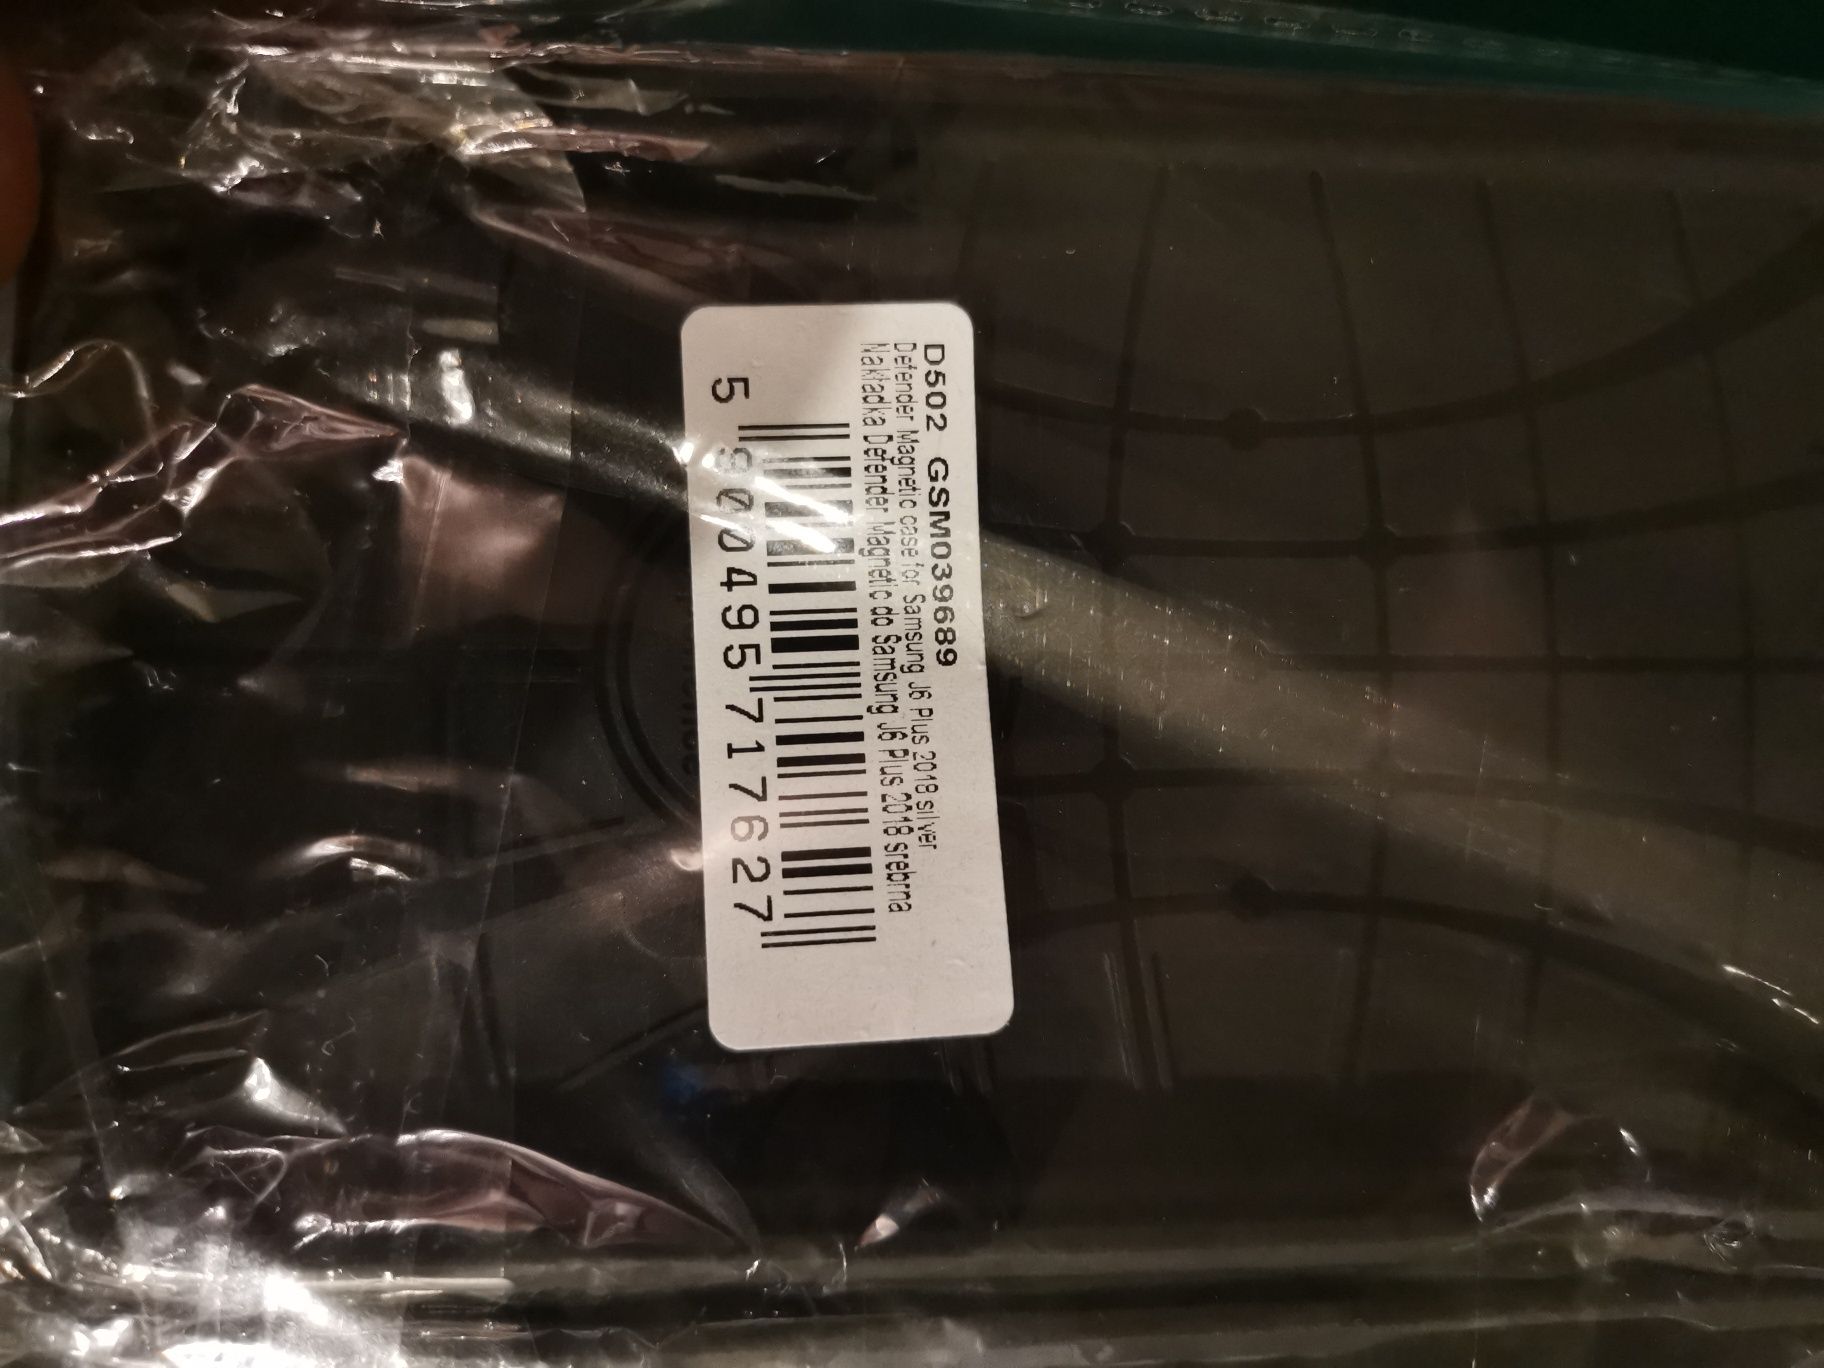 D502 GSM039689
Defender Magnetic case for Samsung J6 Plus 2018 silver
Nakładka Defender Magnetic do Samsung J6 Plus 2018 srebrna
5 900495 717627